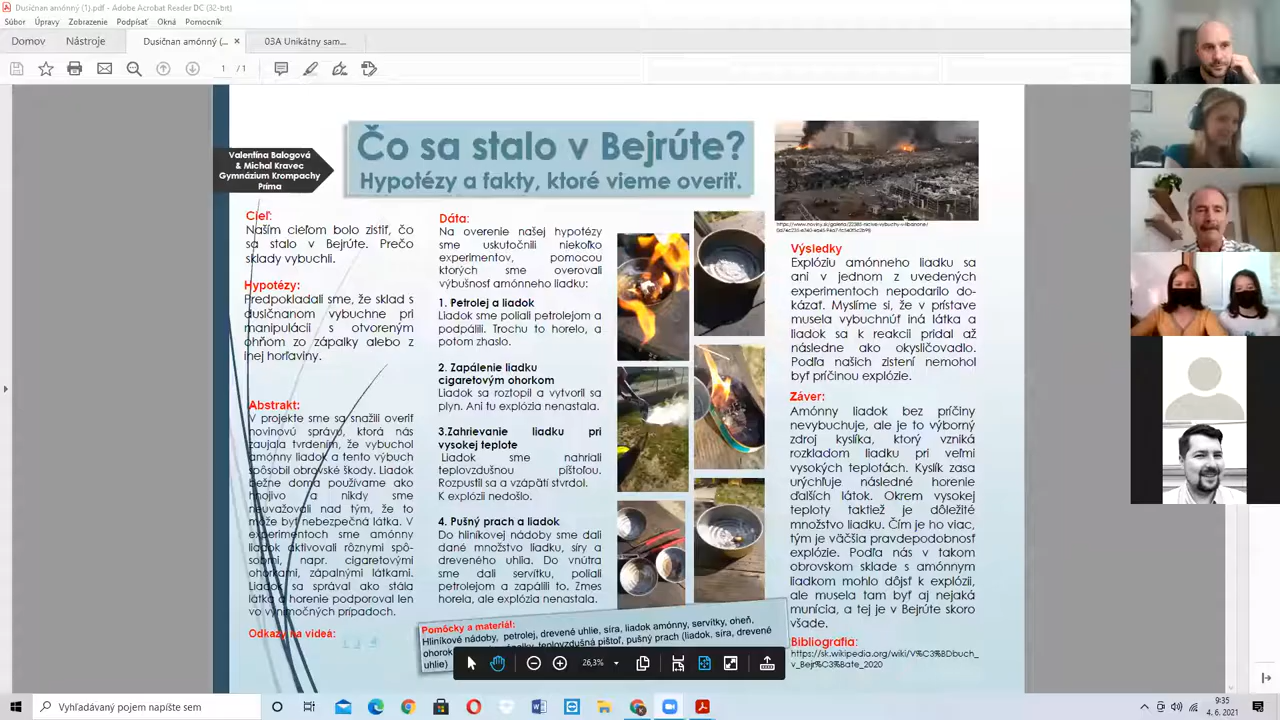 Dusičnan amónný (1).pdf - Adobe Acrobat Reader DC (32-bit)
Súbor Úpravy Zobrazenie Podpísať Okná Pomocník
Domov Nástroje Dusičnan amónný (... × 03A Unikátny sam...
1 / 1
Valentína Balogová
& Michal Kravec
Gymnázium Krompachy
Príma
Čo sa stalo v Bejrúte?
Hypotézy a fakty, ktoré vieme overiť.
Cieľ:
Naším cieľom bolo zistiť, čo
sa stalo v Bejrúte. Prečo
sklady vybuchli.
Hypotézy:
Predpokladali sme, že sklad s
dusičnanom vybuchne pri
manipulácii s otvoreným
ohňom zo zápalky alebo z
inej horľaviny.
Abstrakt:
V projekte sme sa snažili overiť
novinovú správu, ktorá nás
zaujala tvrdením, že vybuchol
amónny liadok a tento výbuch
spôsobil obrovské škody. Liadok
bežne doma používame ako
hnojivo a nikdy sme
neuvažovali nad tým, že to
môže byť nebezpečná látka. V
experimentoch sme amónny
liadok aktivovali rôznymi spô-
sobmi, napr. cigaretovými
ohorkami, zápalnými látkami.
Liadok sa správal ako stála
látka a horenie podporoval len
vo výnimočných prípadoch.
Odkazy na videá:
Dáta:
Na overenie našej hypotézy
sme uskutočnili niekoľko
experimentov, pomocou
ktorých sme overovali
výbušnosť amónneho liadku:
1. Petrolej a liadok
Liadok sme poliali petrolejom a
podpálili. Trochu to horelo, a
potom zhaslo.
2. Zapálenie liadku
cigaretovým ohorkom
Liadok sa roztopil a vytvoril sa
plyn. Ani tu explózia nenastala.
3.Zahrievanie liadku pri
vysokej teplote
Liadok sme nahriali
teplovzdušnou pištoľou.
Rozpustil sa a vzápätí stvrdol.
K explózii nedošlo.
4. Pušný prach a liadok
Do hliníkovej nádoby sme dali
dané množstvo liadku, síry a
dreveného uhlia. Do vnútra
sme dali servítku, poliali
petrolejom a zapálili to. Zmes
horela, ale explózia nenastala.
Pomôcky a materiál:
Hliníkové nádoby, petrolej, drevené uhlie, síra, liadok amónny, servítky, oheň,
teplovzdušná pištoľ, pušný prach (liadok, síra, drevené
uhlie)
Výsledky
Explóziu amónneho liadku sa
ani v jednom z uvedených
experimentoch nepodarilo do-
kázať. Myslíme si, že v prístave
musela vybuchnúť iná látka a
liadok sa k reakcii pridal až
následne ako okysličovadlo.
Podľa našich zistení nemohol
byť príčinou explózie.
Záver:
Amónny liadok bez príčiny
nevybuchuje, ale je to výborný
zdroj kyslíka, ktorý vzniká
rozkladom liadku pri veľmi
vysokých teplotách. Kyslík zasa
urýchľuje následné horenie
ďalších látok. Okrem vysokej
teploty taktiež je dôležité
množstvo liadku. Čím je ho viac,
tým je väčšia pravdepodobnosť
explózie. Podľa nás v takom
obrovskom sklade s amónnym
liadkom mohlo dôjsť k explózii,
ale musela tam byť aj nejaká
munícia, a tej je v Bejrúte skoro
všade.
Bibliografia:
https://sk.wikipedia.org/wiki/V%C3%BDbuch_
v_Bejr%C3%BAte_2020
26,3%
Vyhľadávaný pojem napíšte sem
9:35
4. 6. 2021